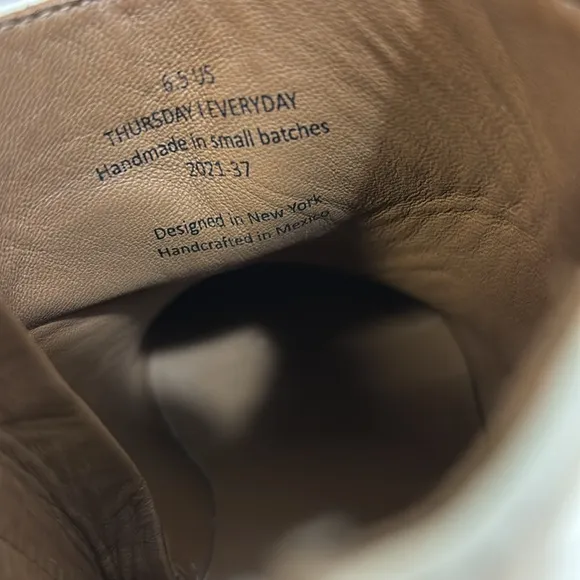 6.5 US
THURSDAY | EVERYDAY
Handmade in small batches
2021-37
Designed in New York
Handcrafted in Mexico